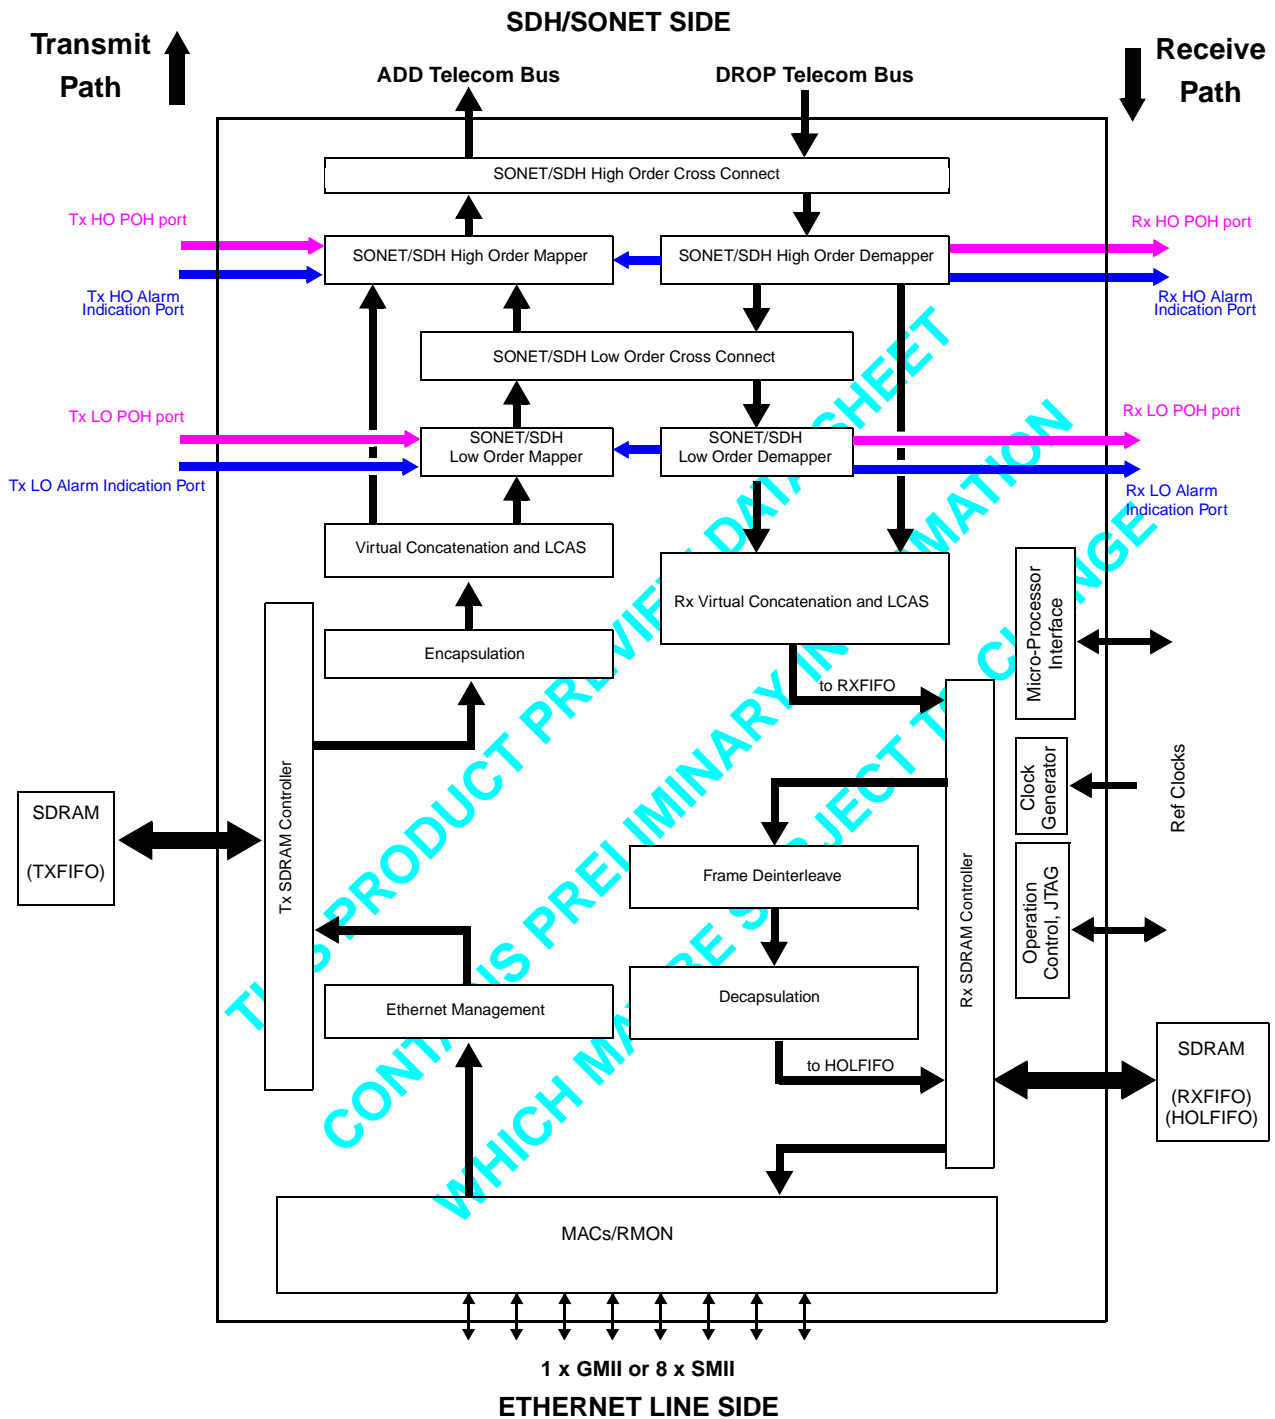 SDH/SONET SIDE
Transmit
Path
Receive
Path
ADD Telecom Bus
DROP Telecom Bus
SONET/SDH High Order Cross Connect
Tx HO POH port
Rx HO POH port
SONET/SDH High Order Mapper
SONET/SDH High Order Demapper
Tx HO Alarm
Indication Port
Rx HO Alarm
Indication Port
SONET/SDH Low Order Cross Connect
Tx LO POH port
Rx LO POH port
SONET/SDH
Low Order Mapper
SONET/SDH
Low Order Demapper
Tx LO Alarm Indication Port
Rx LO Alarm
Indication Port
Virtual Concatenation and LCAS
Rx Virtual Concatenation and LCAS
Micro-Processor
Interface
Encapsulation
to RXFIFO
Tx SDRAM Controller
Rx SDRAM Controller
Clock
Generator
Ref Clocks
SDRAM
(TXFIFO)
Frame Deinterleave
Operation
Control, JTAG
Decapsulation
Ethernet Management
to HOLFIFO
SDRAM
(RXFIFO)
(HOLFIFO)
MACs/RMON
1 x GMII or 8 x SMII
ETHERNET LINE SIDE
PRODUCT DATA SHEET
PRELIMINARY
WHICH